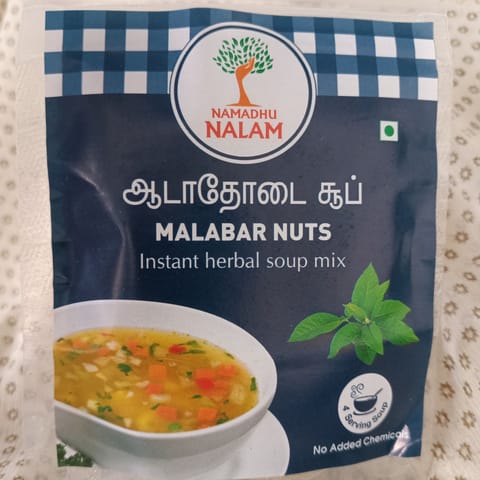 NAMADHU
NALAM
ஆடாதோடை சூப்
MALABAR NUTS
Instant herbal soup mix
4 Serving Soup
No Added Chemicals